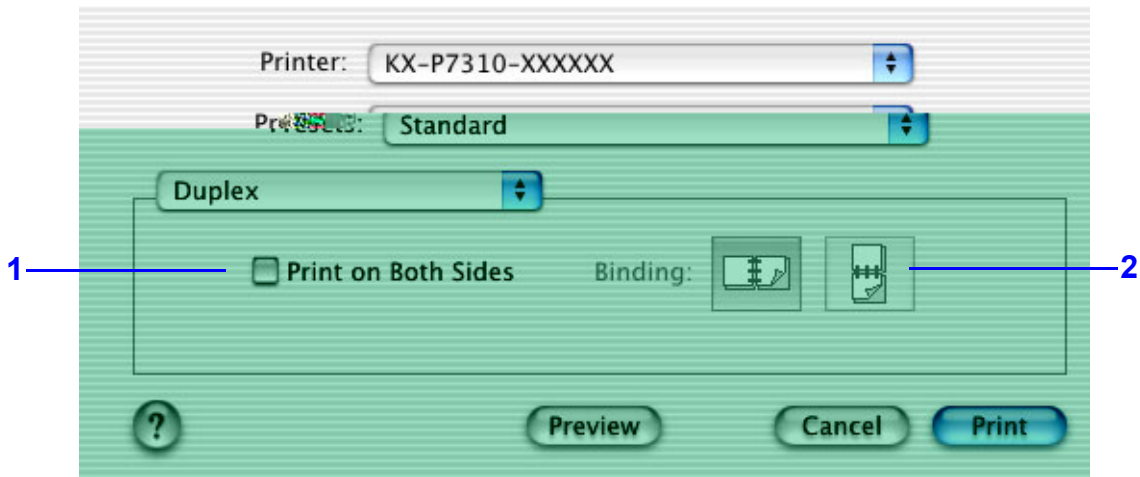 Printer: KX-P7310-XXXXXX
Standard
Duplex
1 Print on Both Sides Binding: 2
? Preview Cancel Print